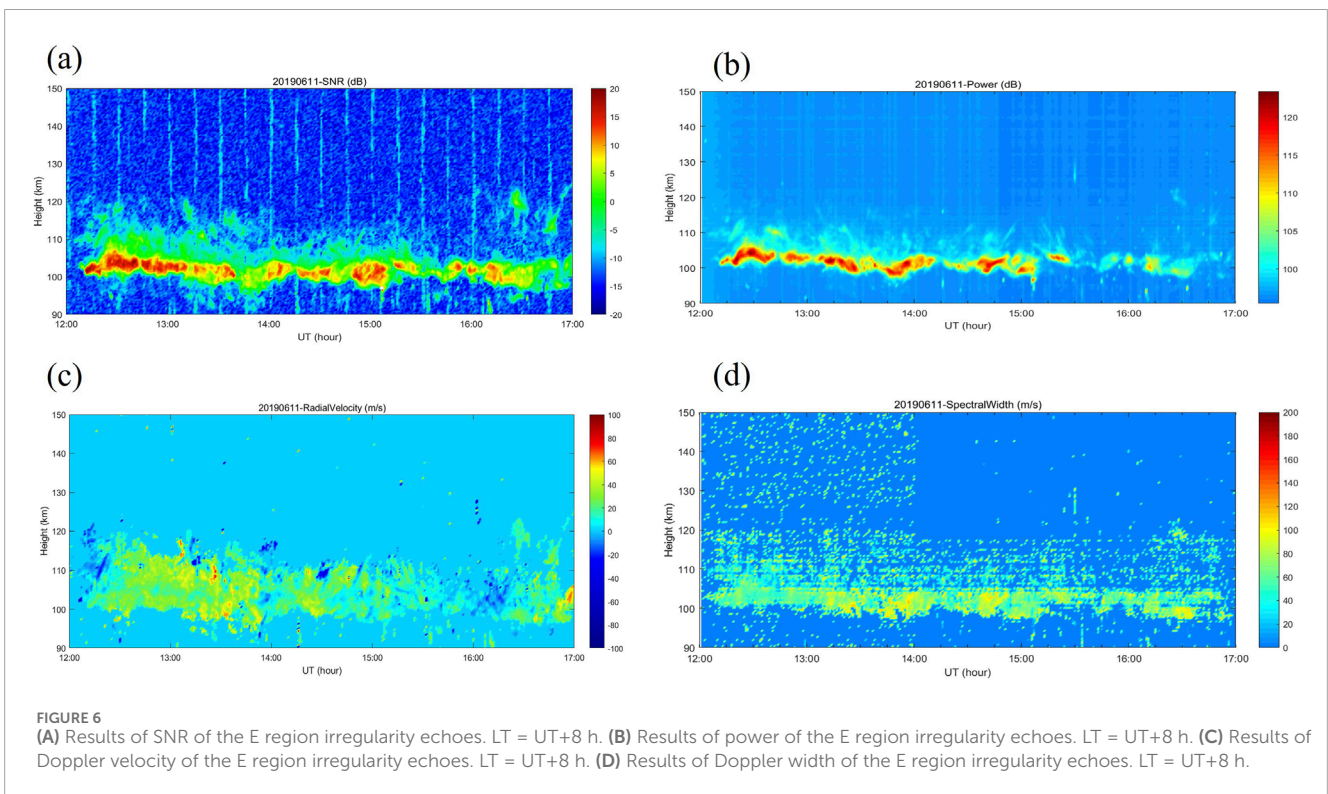 (a)
20190611-SNR (dB)
150
140
130
120
110
100
90
Height (km)
12:00 13:00 14:00 15:00 16:00 17:00
UT (hour)
20
15
10
5
0
-5
-10
-15
-20
(b)
20190611-Power (dB)
150
140
130
120
110
100
90
Height (km)
12:00 13:00 14:00 15:00 16:00 17:00
UT (hour)
120
115
110
105
100
(c)
20190611-RadialVelocity (m/s)
150
140
130
120
110
100
90
Height (km)
12:00 13:00 14:00 15:00 16:00 17:00
UT (hour)
100
80
60
40
20
0
-20
-40
-60
-80
-100
(d)
20190611-SpectralWidth (m/s)
150
140
130
120
110
100
90
Height (km)
12:00 13:00 14:00 15:00 16:00 17:00
UT (hour)
200
180
160
140
120
100
80
60
40
20
0
FIGURE 6
(A) Results of SNR of the E region irregularity echoes. LT = UT+8 h. (B) Results of power of the E region irregularity echoes. LT = UT+8 h. (C) Results of
Doppler velocity of the E region irregularity echoes. LT = UT+8 h. (D) Results of Doppler width of the E region irregularity echoes. LT = UT+8 h.